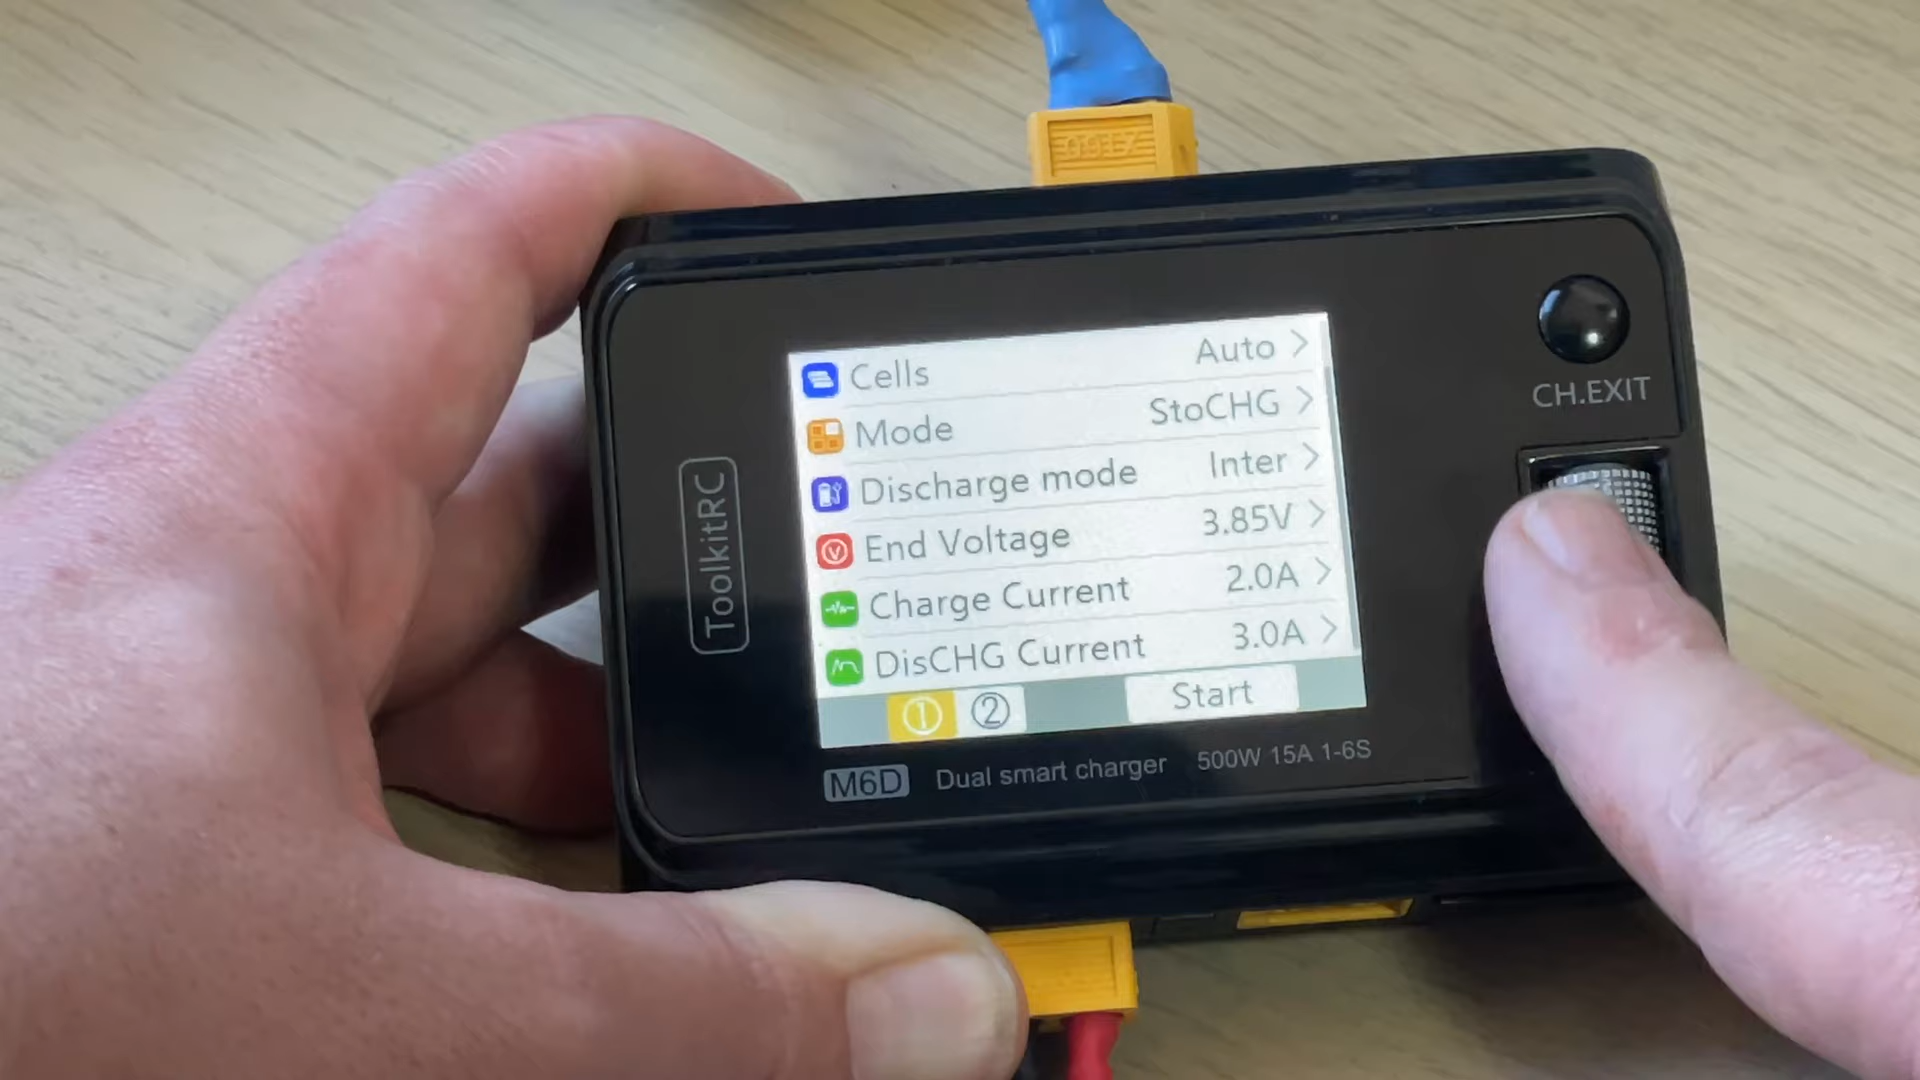 XT60
CH.EXIT
ToolkitRC
Cells Auto >
Mode StoCHG >
Discharge mode Inter >
End Voltage 3.85V >
Charge Current 2.0A >
DisCHG Current 3.0A >
① ② Start
M6D Dual smart charger 500W 15A 1-6S